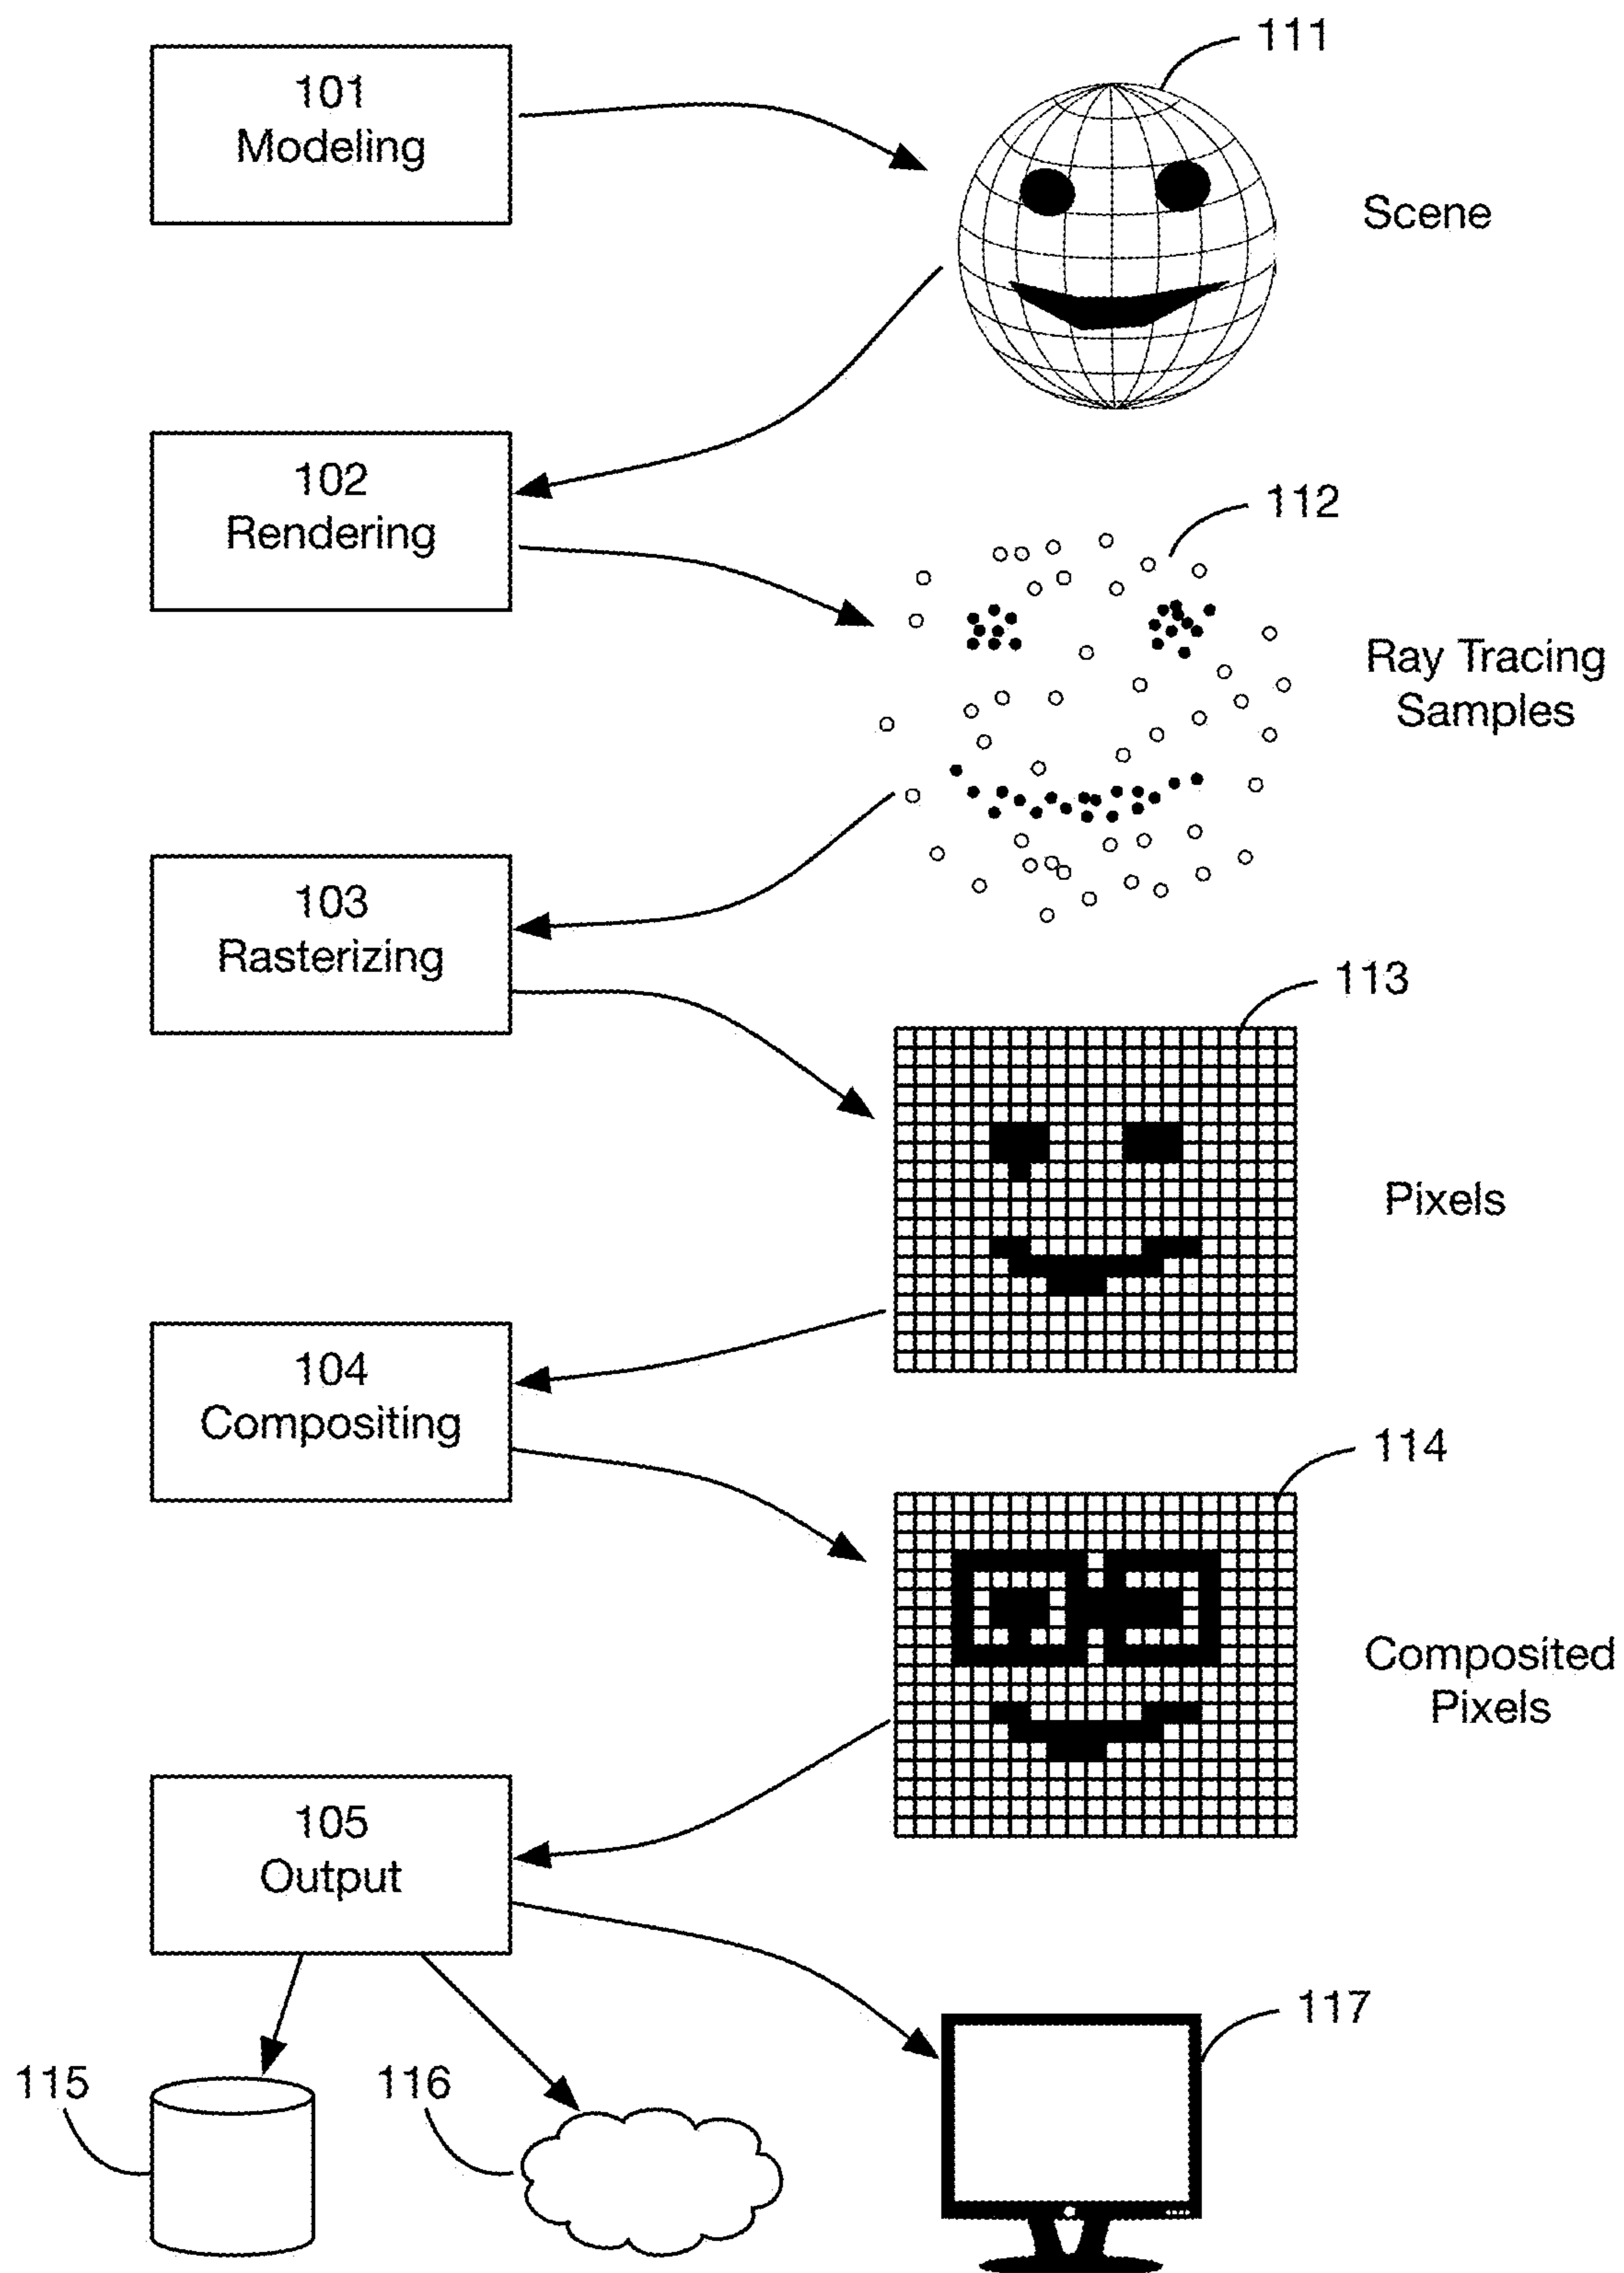 111
101
Modeling
Scene
102
Rendering
112
Ray Tracing
Samples
103
Rasterizing
113
Pixels
104
Compositing
114
Composited
Pixels
105
Output
117
115
116